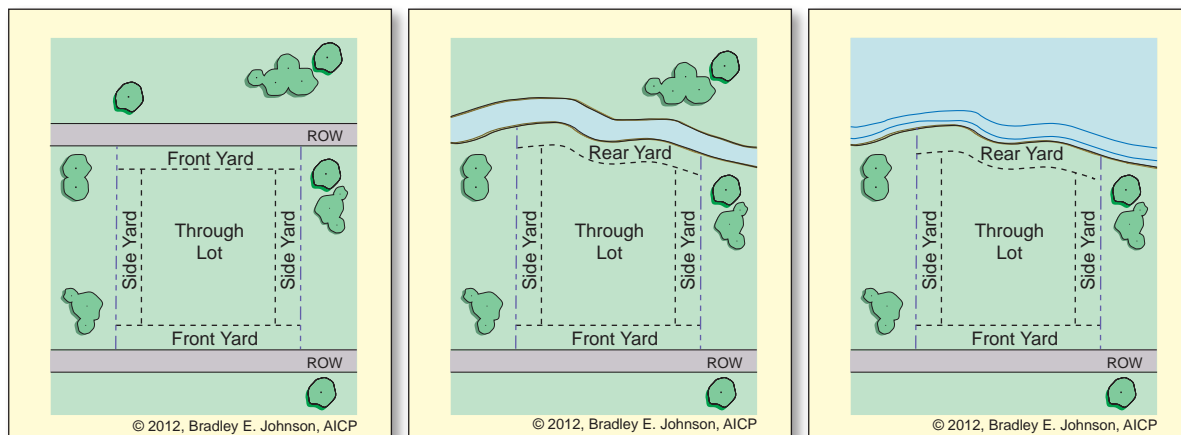 ROW
Front Yard
Side Yard
Through
Lot
Side Yard
Front Yard
ROW
© 2012, Bradley E. Johnson, AICP
Rear Yard
Side Yard
Through
Lot
Side Yard
Front Yard
ROW
© 2012, Bradley E. Johnson, AICP
Rear Yard
Side Yard
Through
Lot
Side Yard
Front Yard
ROW
© 2012, Bradley E. Johnson, AICP